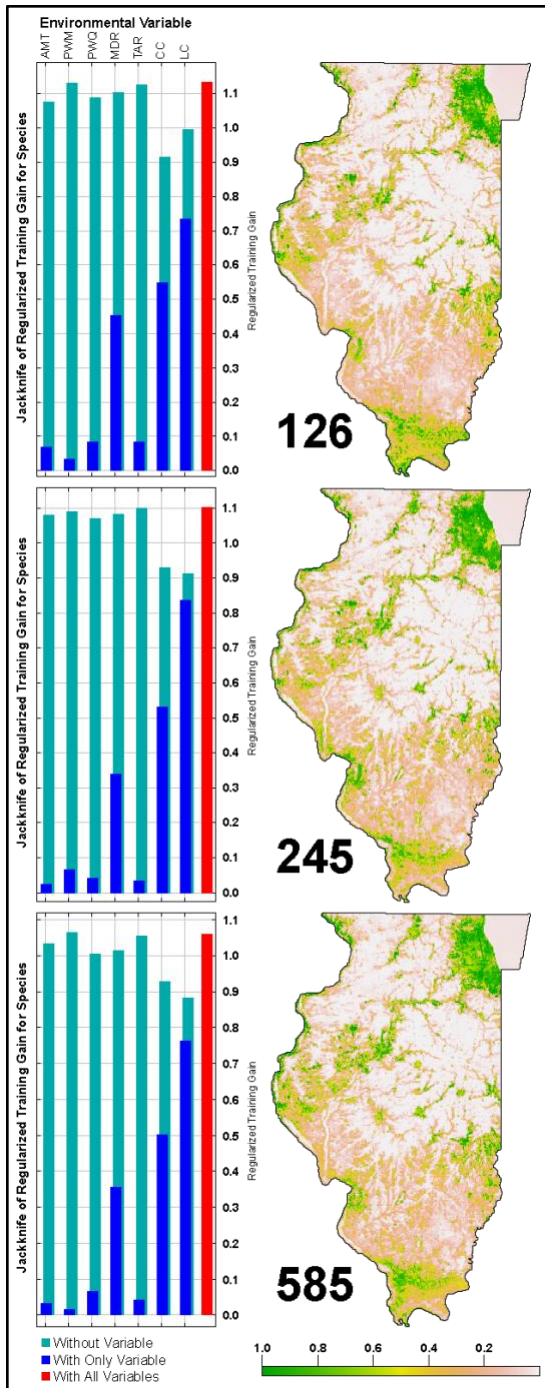 Environmental Variable
AMT
PWM
PWQ
MDR
TAR
CC
LC
Jackknife of Regularized Training Gain for Species
1.1
1.0
0.9
0.8
0.7
0.6
0.5
0.4
0.3
0.2
0.1
0.0
Regularized Training Gain
126
Jackknife of Regularized Training Gain for Species
1.1
1.0
0.9
0.8
0.7
0.6
0.5
0.4
0.3
0.2
0.1
0.0
Regularized Training Gain
245
Jackknife of Regularized Training Gain for Species
1.1
1.0
0.9
0.8
0.7
0.6
0.5
0.4
0.3
0.2
0.1
0.0
Regularized Training Gain
585
Without Variable
With Only Variable
With All Variables
1.0 0.8 0.6 0.4 0.2